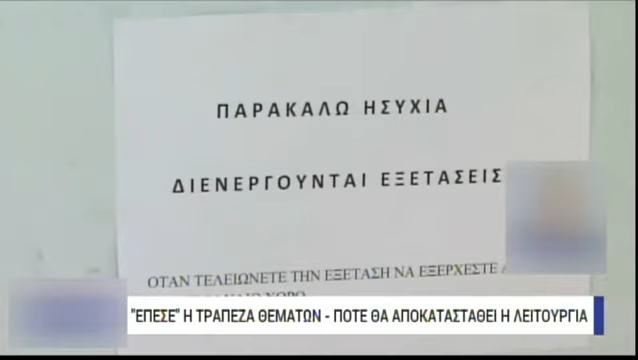 ΠΑΡΑΚΑΛΩ ΗΣΥΧΙΑ
ΔΙΕΝΕΡΓΟΥΝΤΑΙ ΕΞΕΤΑΣΕΙΣ
ΟΤΑΝ ΤΕΛΕΙΩΝΕΤΕ ΤΗΝ ΕΞΕΤΑΣΗ ΝΑ ΕΞΕΡΧΕΣΤΕ
"ΕΠΕΣΕ" Η ΤΡΑΠΕΖΑ ΘΕΜΑΤΩΝ - ΠΟΤΕ ΘΑ ΑΠΟΚΑΤΑΣΤΑΘΕΙ Η ΛΕΙΤΟΥΡΓΙΑ